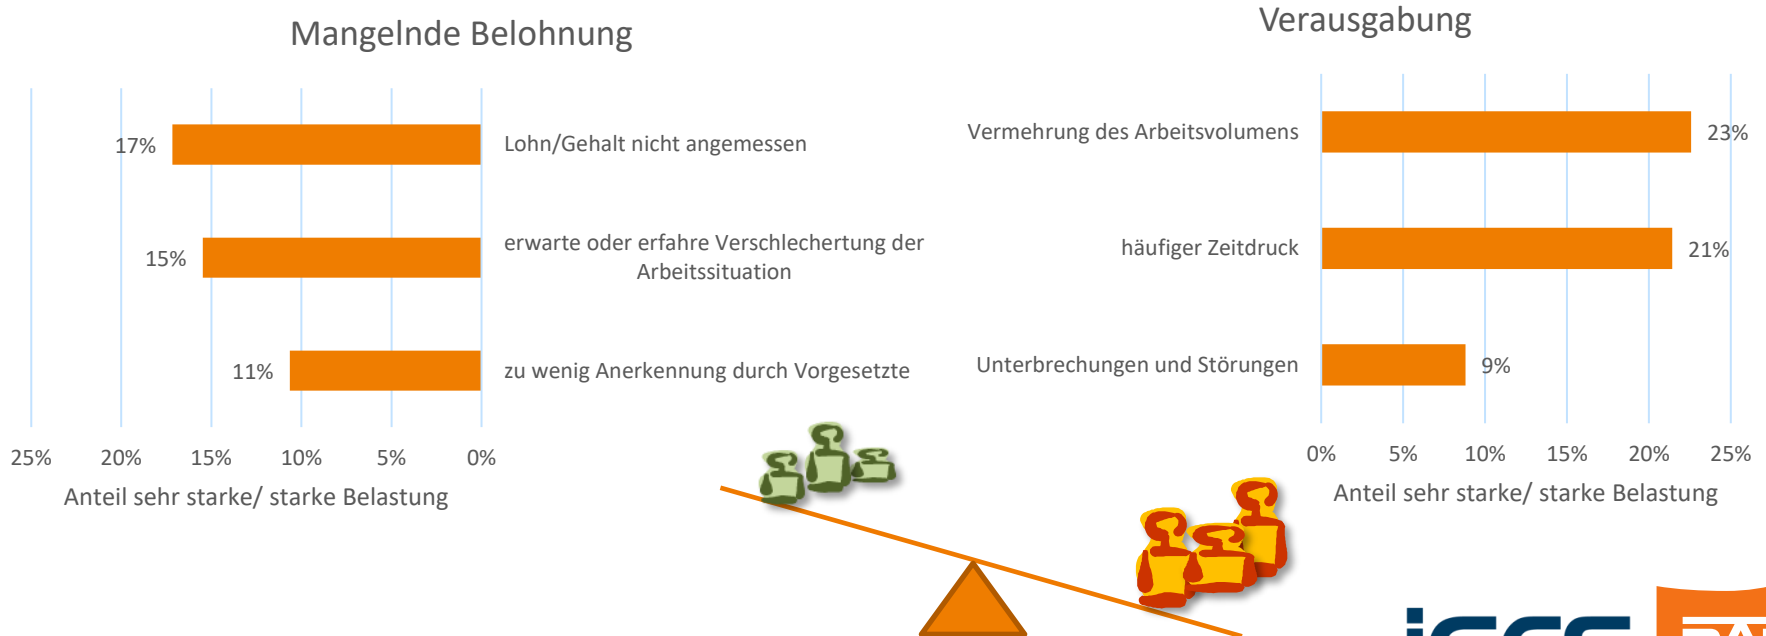 Mangelnde Belohnung
17%
Lohn/Gehalt nicht angemessen
15%
erwarte oder erfahre Verschlechertung der
Arbeitssituation
11%
zu wenig Anerkennung durch Vorgesetzte
25% 20% 15% 10% 5% 0%
Anteil sehr starke/ starke Belastung
Verausgabung
Vermehrung des Arbeitsvolumens
23%
häufiger Zeitdruck
21%
Unterbrechungen und Störungen
9%
0% 5% 10% 15% 20% 25%
Anteil sehr starke/ starke Belastung